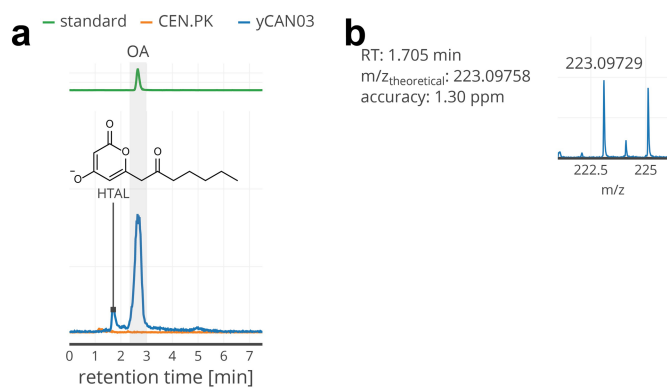 standard CEN.PK yCAN03
a
OA
O
O
O
⁻O
HTAL
0 1 2 3 4 5 6 7
retention time [min]
b
RT: 1.705 min
m/ztheoretical: 223.09758
accuracy: 1.30 ppm
223.09729
222.5 225
m/z